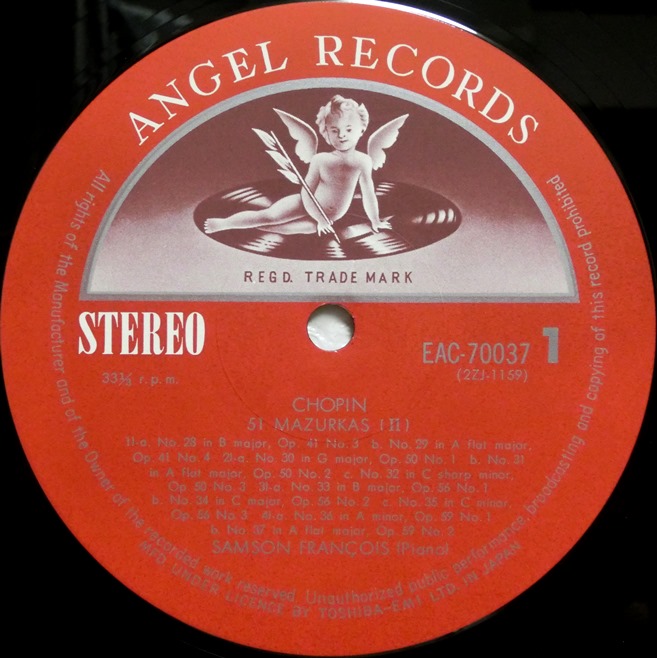 ANGEL RECORDS
REGD. TRADE MARK
STEREO
EAC-70037 1
(2ZJ-1159)
33⅓ r.p.m.
CHOPIN
51 MAZURKAS (II)
1)-a. No. 28 in B major, Op. 41 No. 3 b. No. 29 in A flat major,
Op. 41 No. 4 2)-a. No. 30 in G major, Op. 50 No. 1 b. No. 31
in A flat major, Op. 50 No. 2 c. No. 32 in C sharp minor,
Op. 50 No. 3 3)-a. No. 33 in B major, Op. 56 No. 1
b. No. 34 in C major, Op. 56 No. 2 c. No. 35 in C minor,
Op. 56 No. 3 4)-a. No. 36 in A minor, Op. 59 No. 1
b. No. 37 in A flat major, Op. 59 No. 2
SAMSON FRANÇOIS (Piano)
All rights of the Manufacturer and of the Owner of the recorded work reserved. Unauthorized public performance, broadcasting and copying of this record prohibited
MFD. UNDER LICENCE BY TOSHIBA-EMI LTD. IN JAPAN